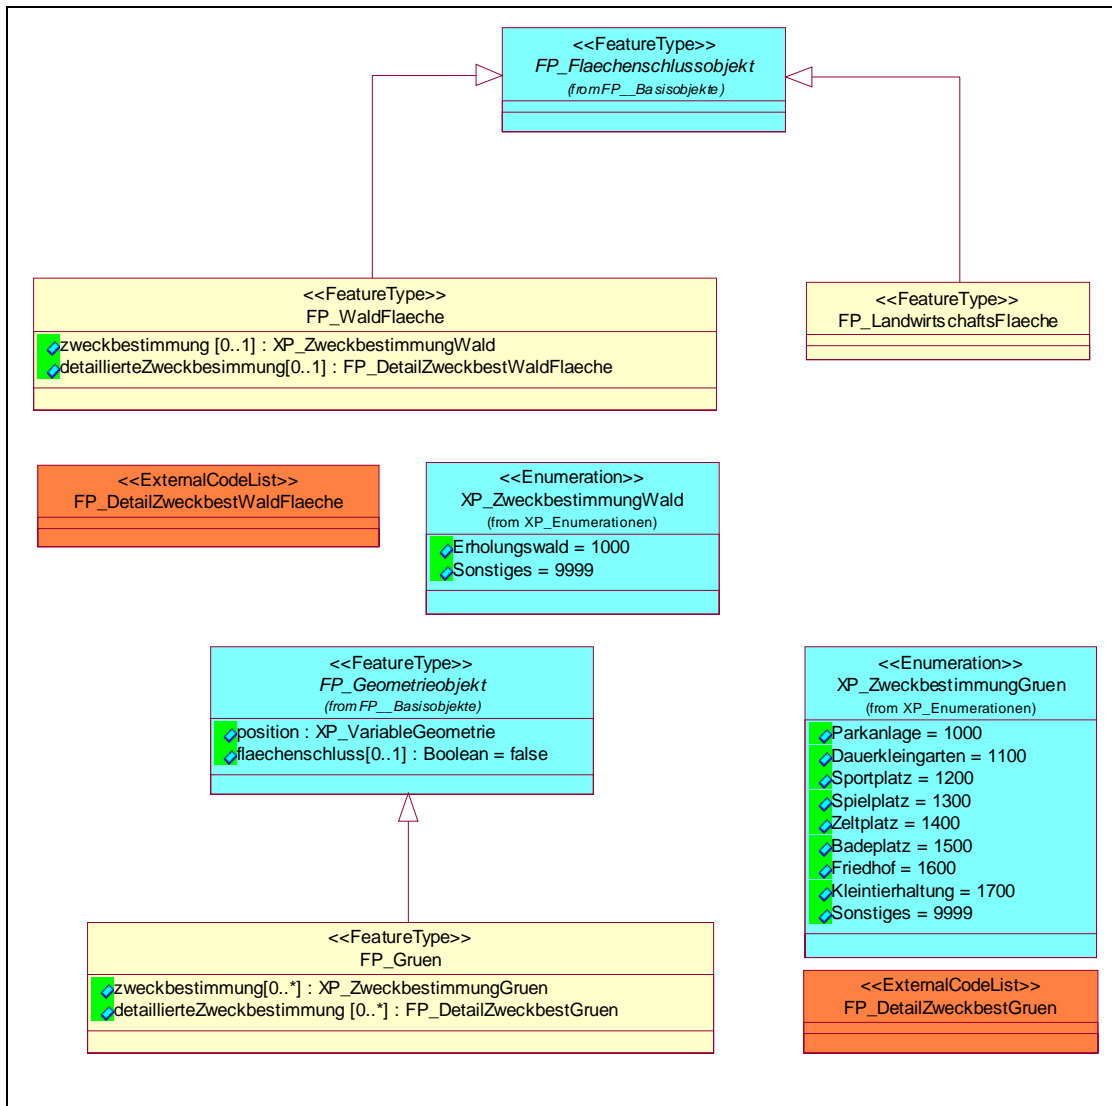 <<FeatureType>>
FP_Flaechenschlussobjekt
(from FP__Basisobjekte)
<<FeatureType>>
FP_WaldFlaeche
zweckbestimmung [0..1] : XP_ZweckbestimmungWald
detaillierteZweckbesimmung[0..1] : FP_DetailZweckbestWaldFlaeche
<<FeatureType>>
FP_LandwirtschaftsFlaeche
<<ExternalCodeList>>
FP_DetailZweckbestWaldFlaeche
<<Enumeration>>
XP_ZweckbestimmungWald
(from XP_Enumerationen)
Erholungswald = 1000
Sonstiges = 9999
<<FeatureType>>
FP_Geometrieobjekt
(from FP__Basisobjekte)
position : XP_VariableGeometrie
flaechenschluss[0..1] : Boolean = false
<<Enumeration>>
XP_ZweckbestimmungGruen
(from XP_Enumerationen)
Parkanlage = 1000
Dauerkleingarten = 1100
Sportplatz = 1200
Spielplatz = 1300
Zeltplatz = 1400
Badeplatz = 1500
Friedhof = 1600
Kleintierhaltung = 1700
Sonstiges = 9999
<<FeatureType>>
FP_Gruen
zweckbestimmung[0..*] : XP_ZweckbestimmungGruen
detaillierteZweckbestimmung [0..*] : FP_DetailZweckbestGruen
<<ExternalCodeList>>
FP_DetailZweckbestGruen